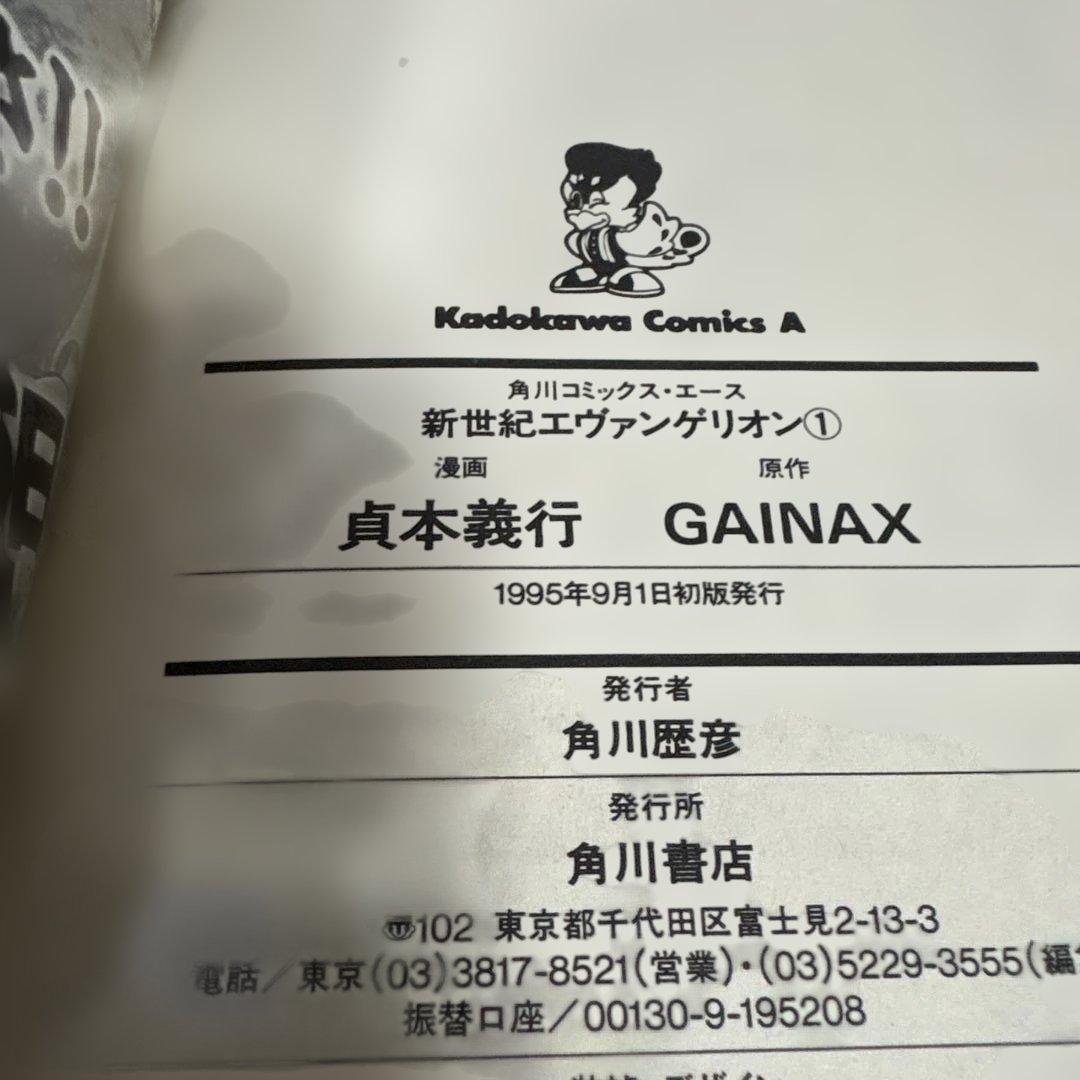 Kadokawa Comics A
角川コミックス・エース
新世紀エヴァンゲリオン①
漫画 原作
貞本義行 GAINAX
1995年9月1日初版発行
発行者
角川歴彦
発行所
角川書店
〠102 東京都千代田区富士見2-13-3
電話／東京(03)3817-8521(営業)・(03)5229-3555(編
振替口座／00130-9-195208